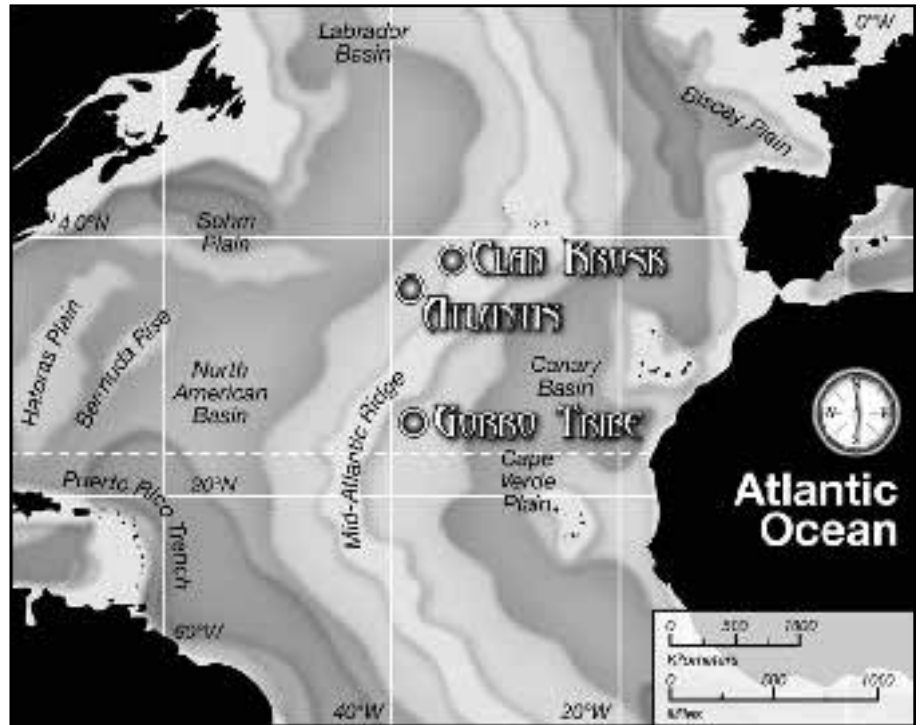 Labrador
Basin
0°W
Biscay Plain
40°N
Sohm
Plain
Clan Krusk
Atlantis
Hatoras Plain
Bermuda Rise
North
American
Basin
Mid-Atlantic Ridge
Canary
Basin
Gorro Tribe
N
S
Cape
Verde
Plain
Puerto Rico Trench
20°N
Atlantic
Ocean
60°W
40°W
20°W
0 500 1000
Kilometers
0 500 1000
Miles